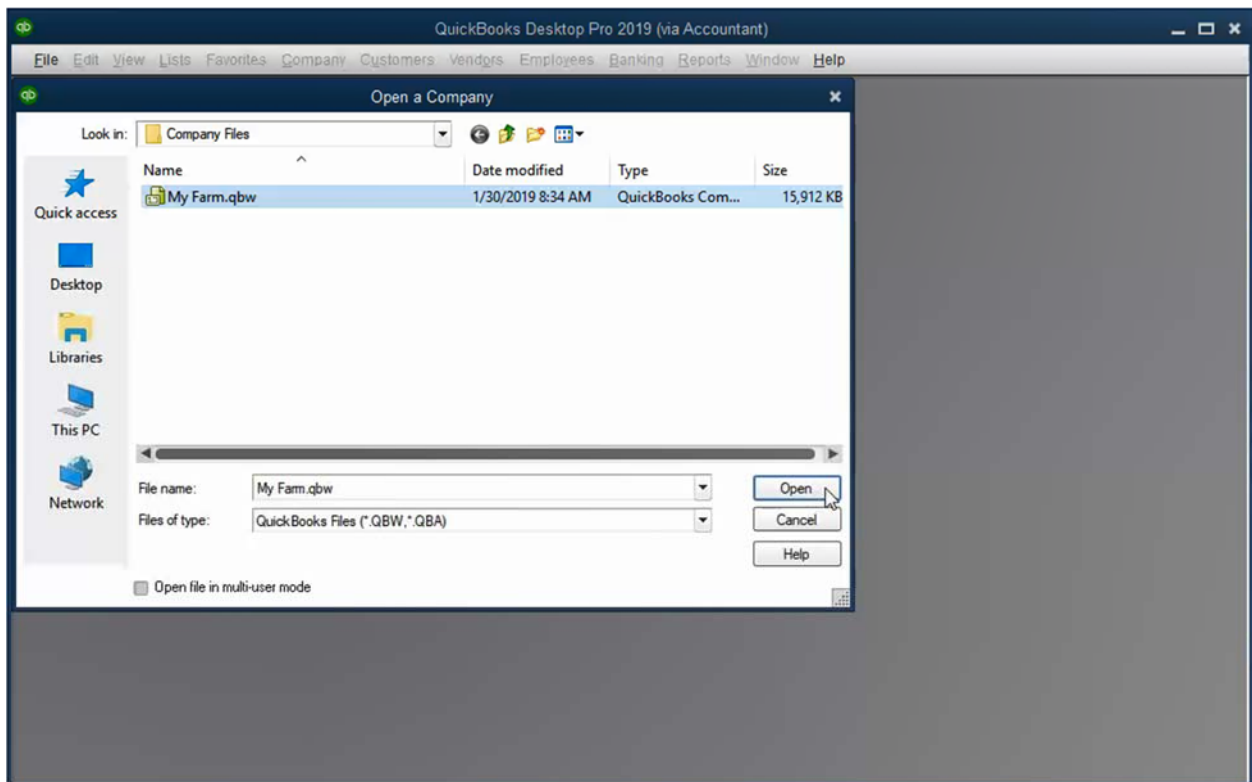 QuickBooks Desktop Pro 2019 (via Accountant)
File Edit View Lists Favorites Company Customers Vendors Employees Banking Reports Window Help
Open a Company
Look in: Company Files
Name Date modified Type Size
My Farm.qbw 1/30/2019 8:34 AM QuickBooks Com... 15,912 KB
Quick access
Desktop
Libraries
This PC
Network
File name: My Farm.qbw Open
Files of type: QuickBooks Files (*.QBW,*.QBA) Cancel
Help
Open file in multi-user mode